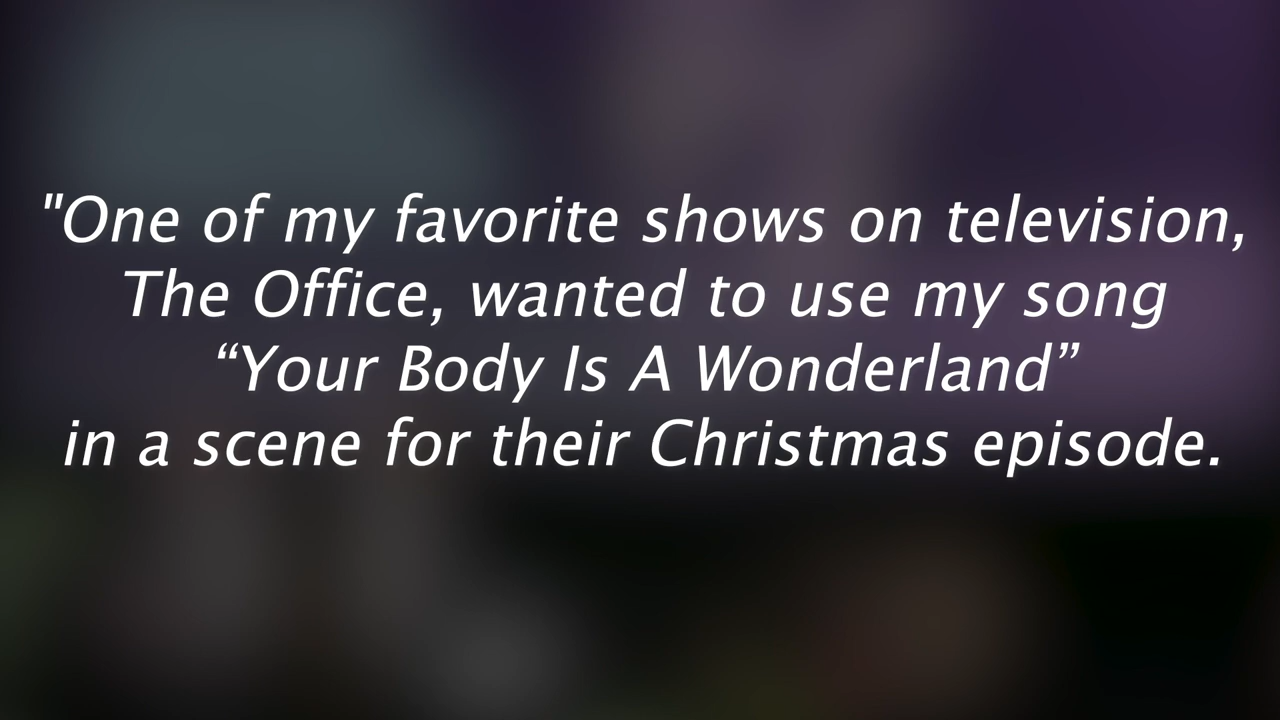 "One of my favorite shows on television,
The Office, wanted to use my song
“Your Body Is A Wonderland”
in a scene for their Christmas episode.